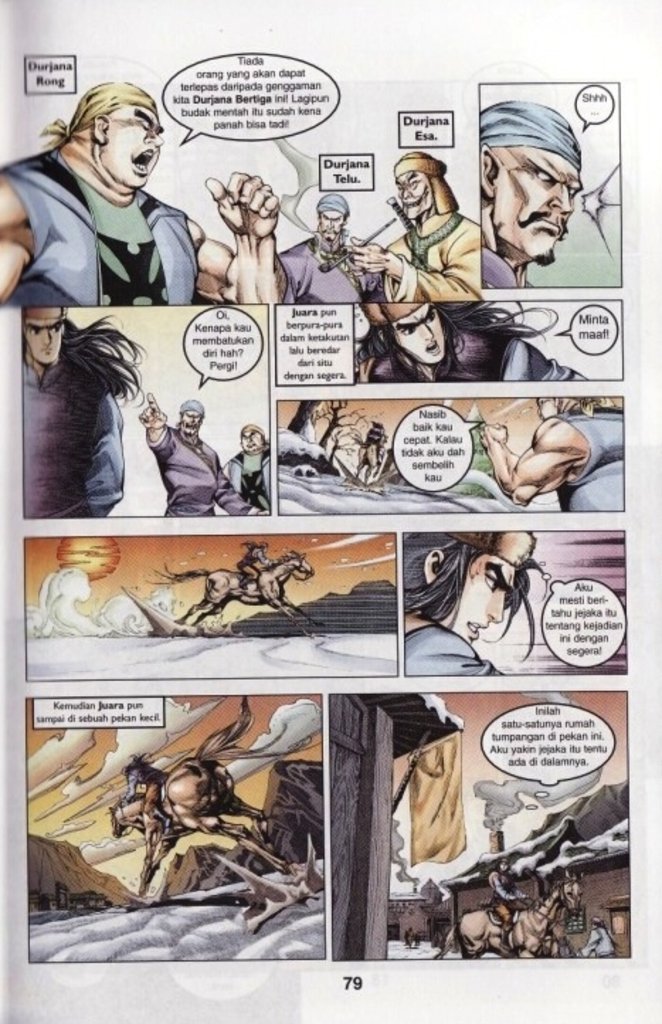 Durjana
Rong
Tiada
orang yang akan dapat
terlepas daripada genggaman
kita Durjana Bertiga ini! Lagipun
budak mentah itu sudah kena
panah bisa tadi!
Durjana
Telu.
Durjana
Esa.
Shhh
...
Oi,
Kenapa kau
membatukan
diri hah?
Pergi!
Juara pun
berpura-pura
dalam ketakutan
lalu beredar
dari situ
dengan segera.
Minta
maaf!
Nasib
baik kau
cepat. Kalau
tidak aku dah
sembelih
kau
Aku
mesti beri-
tahu jejaka itu
tentang kejadian
ini dengan
segera!
Kemudian Juara pun
sampai di sebuah pekan kecil.
Inilah
satu-satunya rumah
tumpangan di pekan ini.
Aku yakin jejaka itu tentu
ada di dalamnya.
79